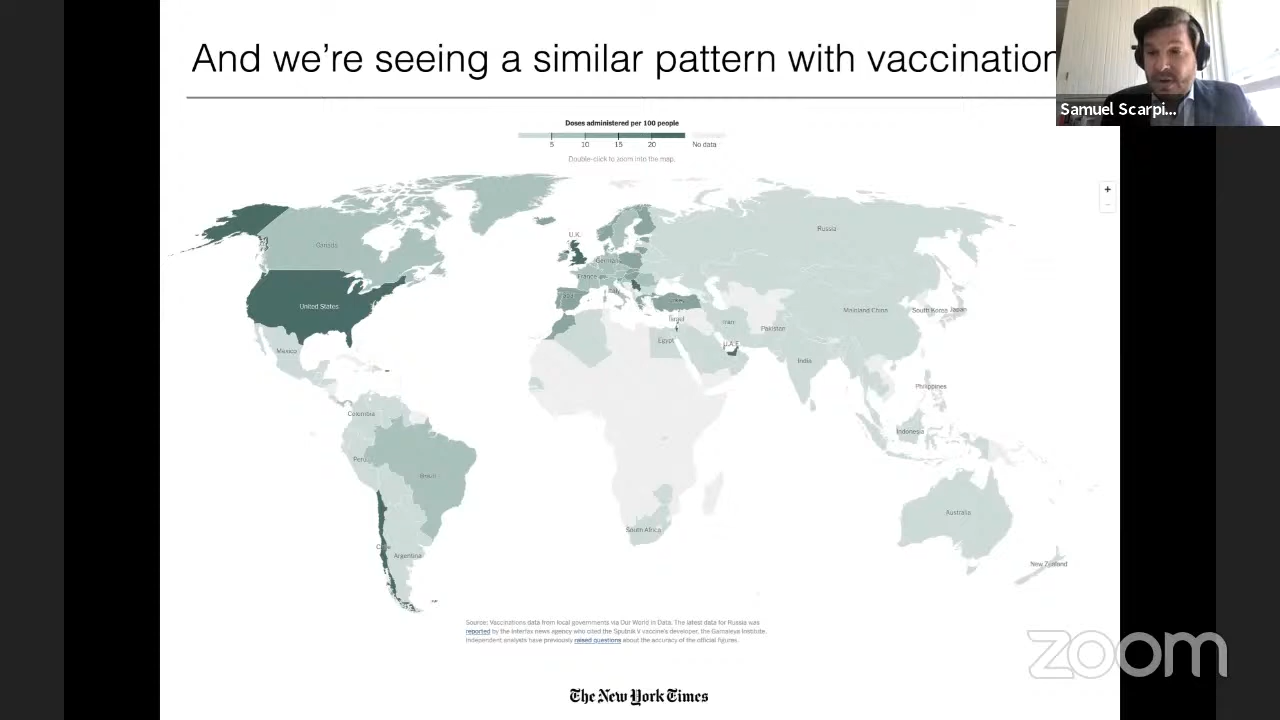 And we're seeing a similar pattern with vaccination
Samuel Scarpi...
Doses administered per 100 people
5 10 15 20 No data
Double-click to zoom into the map.
+
-
Russia
U.K.
Canada
Germany
France
United States
Italy
Spain
Turkey
Mainland China
South Korea
Japan
Israel
Iran
Pakistan
Egypt
U.A.E.
Mexico
India
Philippines
Colombia
Indonesia
Peru
Brazil
Australia
South Africa
Chile
Argentina
New Zealand
Source: Vaccinations data from local governments via Our World in Data. The latest data for Russia was
reported by the Interfax news agency who cited the Sputnik V vaccine's developer, the Gamaleya Institute.
Independent analysts have previously raised questions about the accuracy of the official figures.
The New York Times
zoom